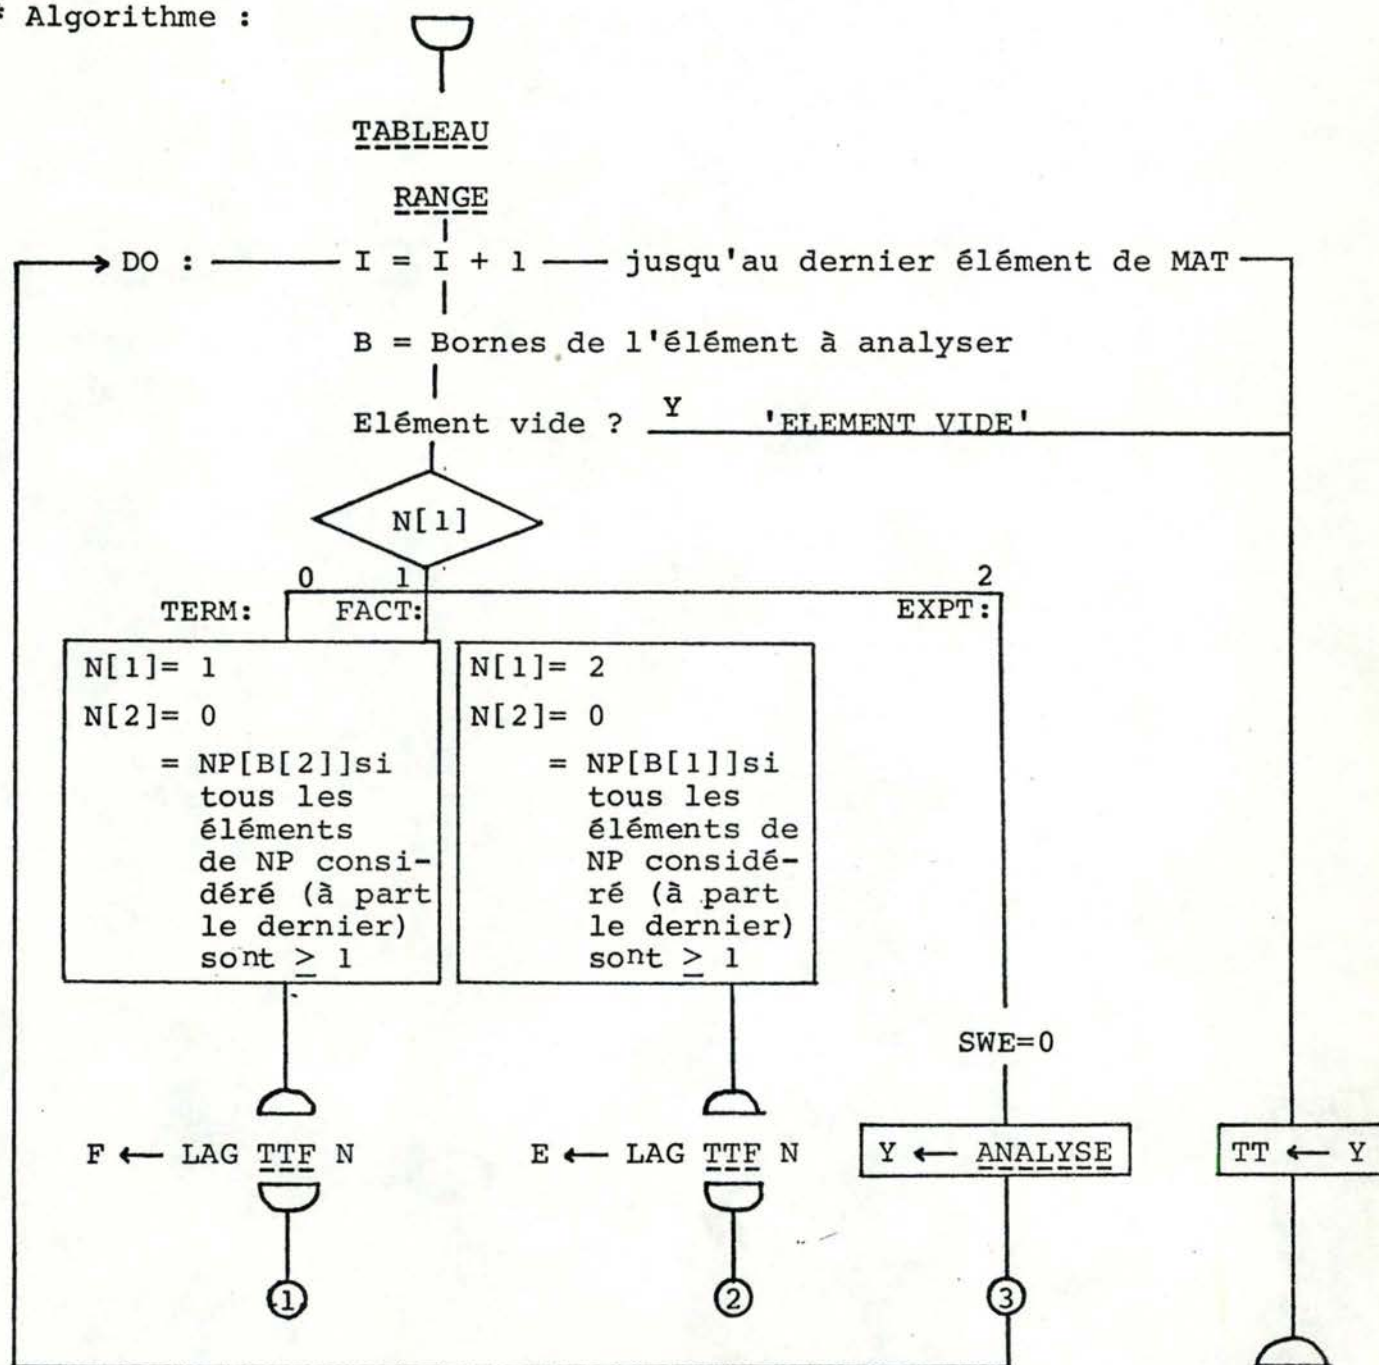 * Algorithme :
TABLEAU
RANGE
DO : I = I + 1 jusqu'au dernier élément de MAT
B = Bornes de l'élément à analyser
Elément vide ? Y 'ELEMENT VIDE'
N[1]
0 1 2
TERM: FACT: EXPT:
N[1]= 1
N[2]= 0
= NP[B[2]]si
tous les
éléments
de NP consi-
déré (à part
le dernier)
sont ≥ 1
N[1]= 2
N[2]= 0
= NP[B[1]]si
tous les
éléments de
NP considé-
ré (à part
le dernier)
sont ≥ 1
SWE=0
F ← LAG TTF N
E ← LAG TTF N
Y ← ANALYSE
TT ← Y
1
2
3